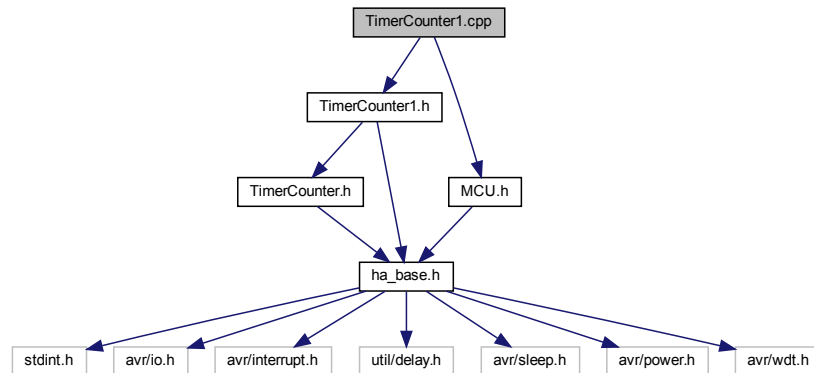 TimerCounter1.cpp
TimerCounter1.h
TimerCounter.h
MCU.h
ha_base.h
stdint.h
avr/io.h
avr/interrupt.h
util/delay.h
avr/sleep.h
avr/power.h
avr/wdt.h